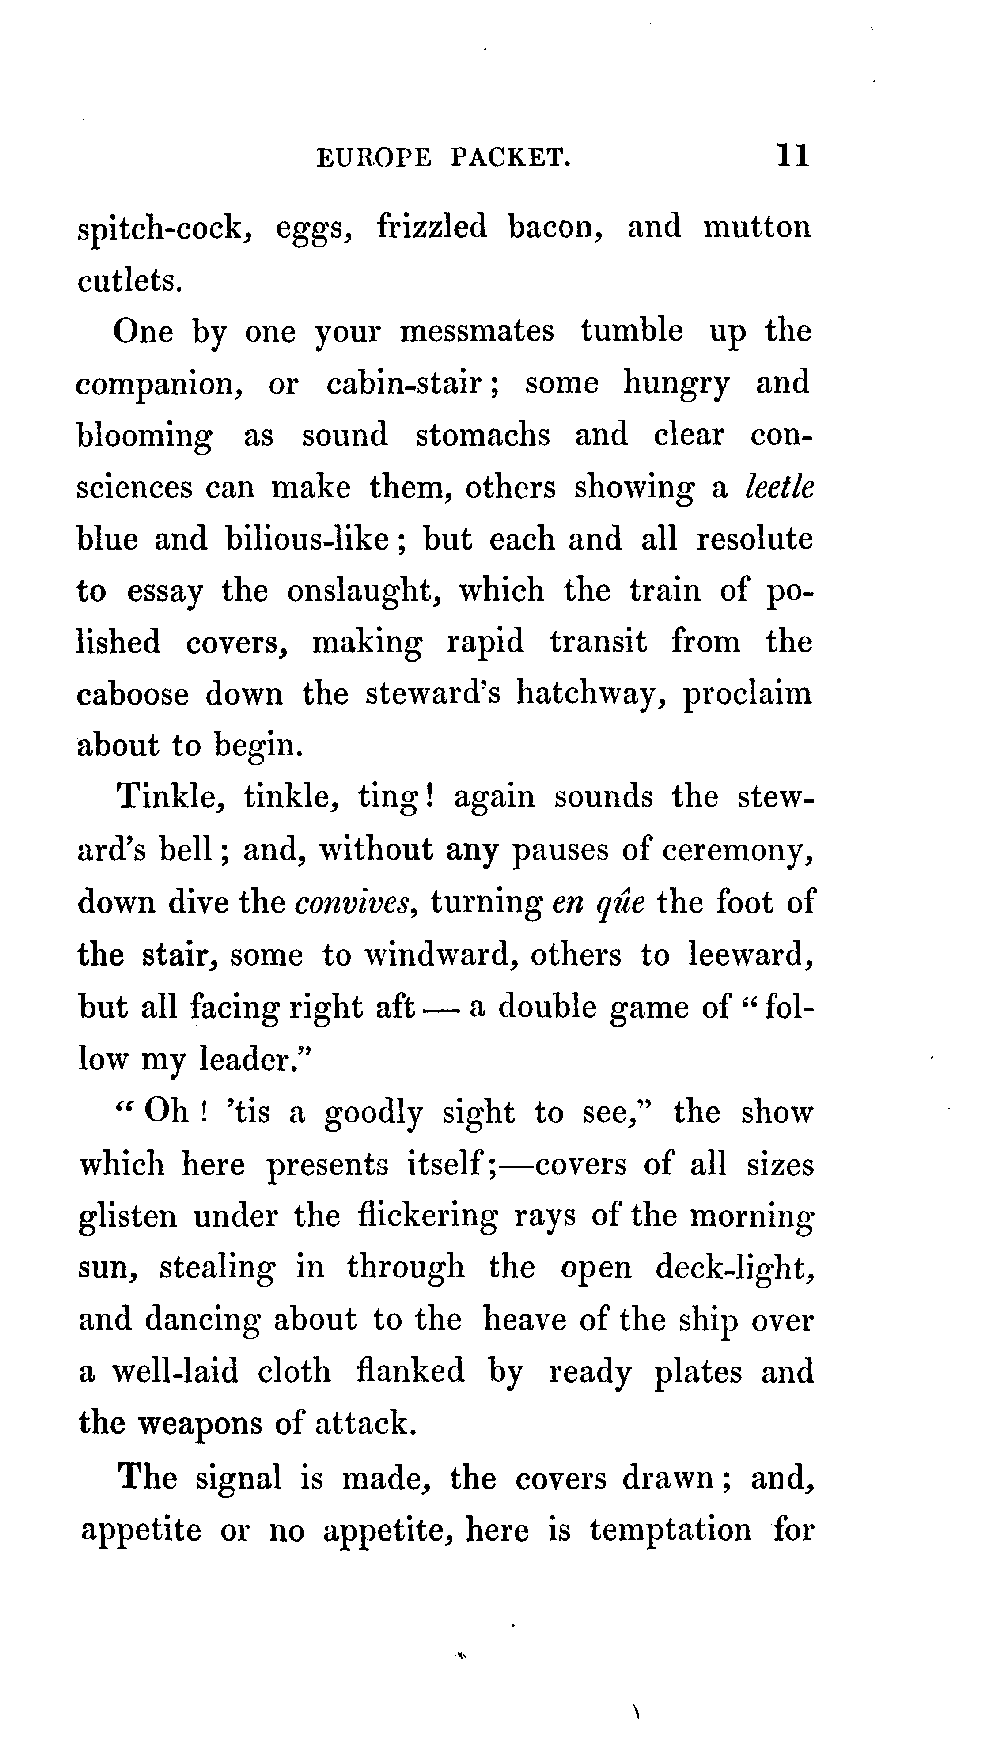 EUROPE PACKET. 11
spitch-cock, eggs, frizzled bacon, and mutton
cutlets.
One by one your messmates tumble up the
companion, or cabin-stair; some hungry and
blooming as sound stomachs and clear con-
sciences can make them, others showing a leetle
blue and bilious-like; but each and all resolute
to essay the onslaught, which the train of po-
lished covers, making rapid transit from the
caboose down the steward's hatchway, proclaim
about to begin.
Tinkle, tinkle, ting! again sounds the stew-
ard's bell; and, without any pauses of ceremony,
down dive the convives, turning en qûe the foot of
the stair, some to windward, others to leeward,
but all facing right aft — a double game of "fol-
low my leader."
"Oh! 'tis a goodly sight to see," the show
which here presents itself;—covers of all sizes
glisten under the flickering rays of the morning
sun, stealing in through the open deck-light,
and dancing about to the heave of the ship over
a well-laid cloth flanked by ready plates and
the weapons of attack.
The signal is made, the covers drawn; and,
appetite or no appetite, here is temptation for